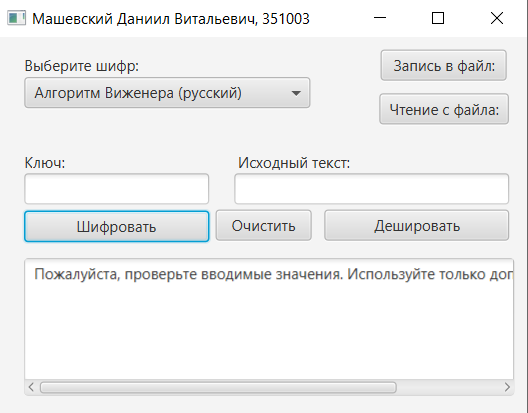 Машевский Даниил Витальевич, 351003
Выберите шифр:
Запись в файл:
Алгоритм Виженера (русский)
Чтение с файла:
Ключ:
Исходный текст:
Шифровать
Очистить
Дешировать
Пожалуйста, проверьте вводимые значения. Используйте только